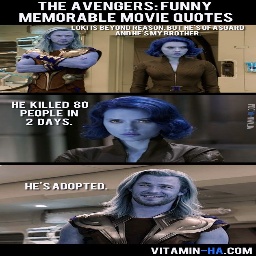 THE AVENGERS: FUNNY
MEMORABLE MOVIE QUOTES
LOKI IS BEYOND REASON, BUT HE'S OF ASGARD
AND HE'S MY BROTHER
HE KILLED 80
PEOPLE IN
2 DAYS.
HE'S ADOPTED.
VITAMIN-HA.COM